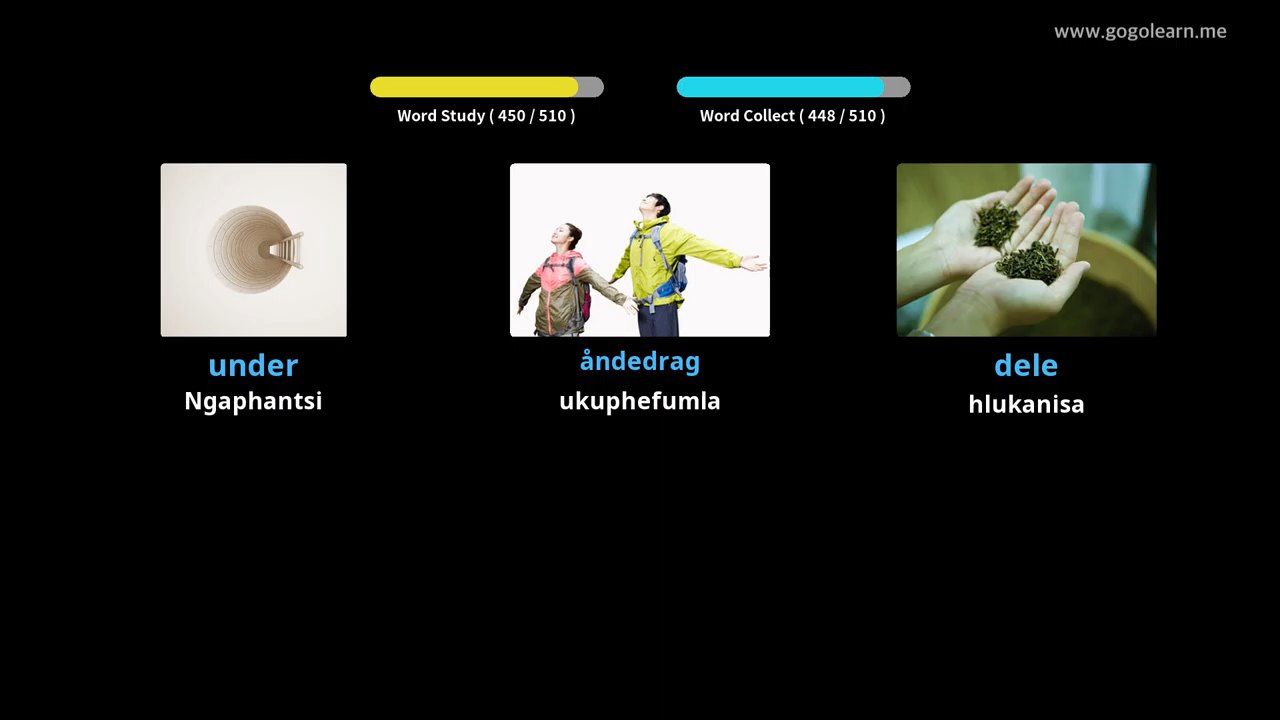 www.gogolearn.me
Word Study ( 450 / 510 )
Word Collect ( 448 / 510 )
under
Ngaphantsi
åndedrag
ukuphefumla
dele
hlukanisa